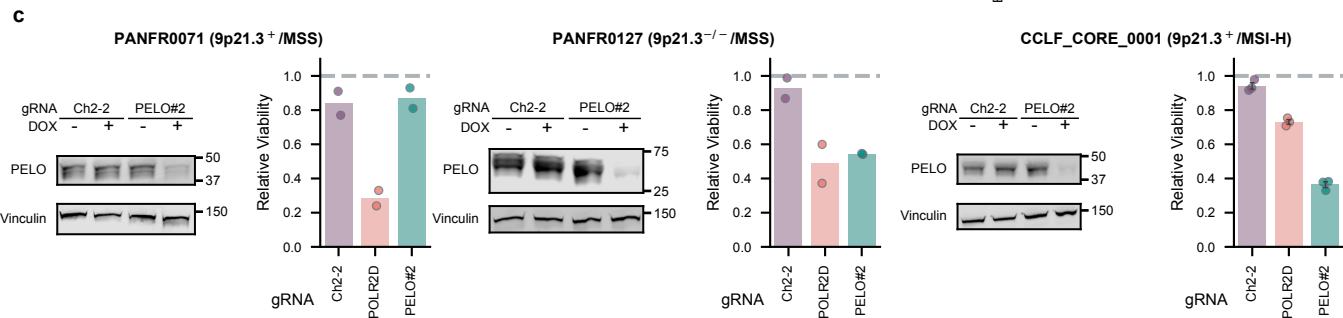 c
PANFR0071 (9p21.3⁺/MSS)
gRNA Ch2-2 PELO#2
DOX - + - +
PELO
50
37
Vinculin
150
Relative Viability
1.0
0.8
0.6
0.4
0.2
0.0
gRNA
Ch2-2
POLR2D
PELO#2
PANFR0127 (9p21.3⁻/⁻/MSS)
gRNA Ch2-2 PELO#2
DOX - + - +
PELO
75
25
Vinculin
150
Relative Viability
1.0
0.8
0.6
0.4
0.2
0.0
gRNA
Ch2-2
POLR2D
PELO#2
CCLF_CORE_0001 (9p21.3⁺/MSI-H)
gRNA Ch2-2 PELO#2
DOX - + - +
PELO
50
37
Vinculin
150
Relative Viability
1.0
0.8
0.6
0.4
0.2
0.0
gRNA
Ch2-2
POLR2D
PELO#2